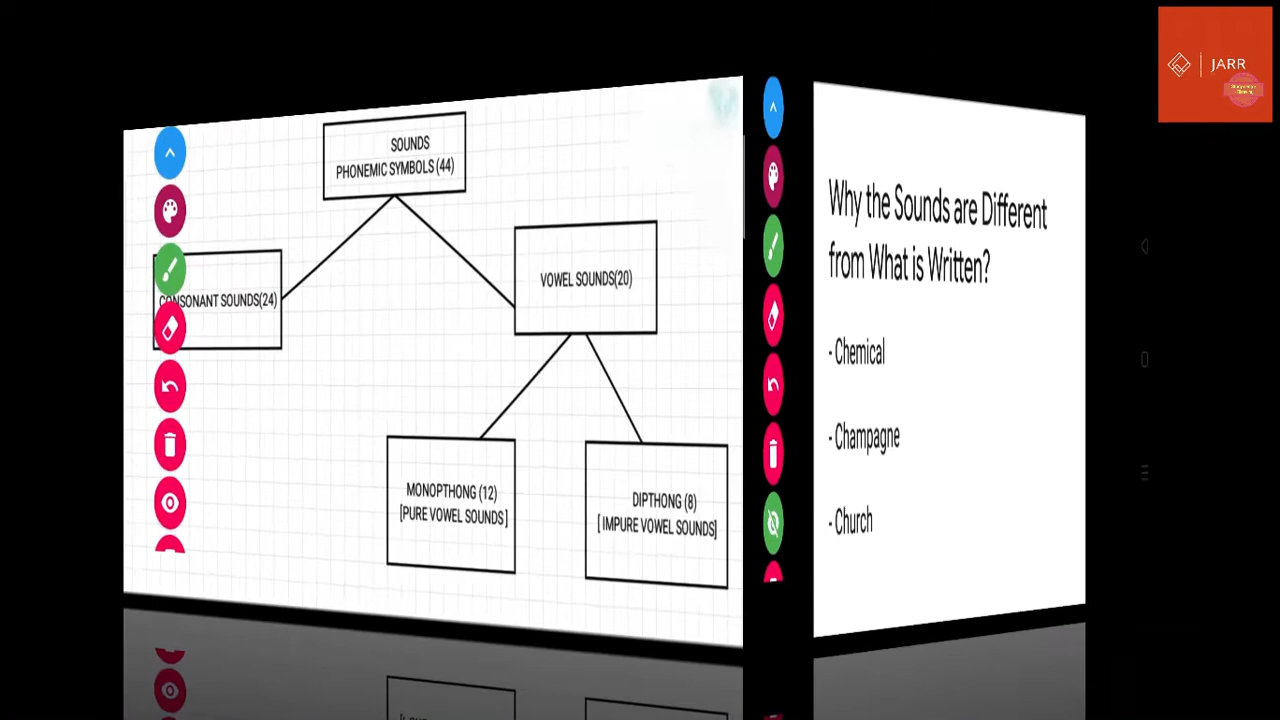 SOUNDS
PHONEMIC SYMBOLS (44)
CONSONANT SOUNDS(24)
VOWEL SOUNDS(20)
MONOPTHONG (12)
[PURE VOWEL SOUNDS]
DIPTHONG (8)
[ IMPURE VOWEL SOUNDS]
Why the Sounds are Different
from What is Written?
- Chemical
- Champagne
- Church
JARR